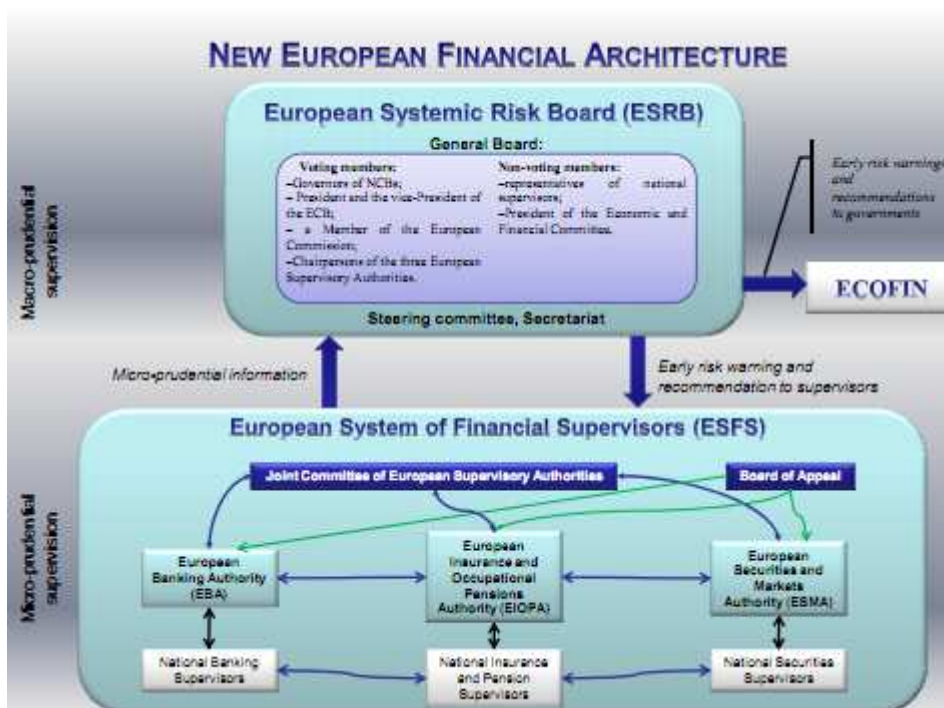 NEW EUROPEAN FINANCIAL ARCHITECTURE
European Systemic Risk Board (ESRB)
General Board:
Voting members:
–Governors of NCBs;
– President and the vice-President of
the ECB;
– a Member of the European
Commission;
–Chairpersons of the three European
Supervisory Authorities.
Non-voting members:
–representatives of national
supervisors;
–President of the Economic and
Financial Committee.
Steering committee, Secretariat
Early risk warnings
and
recommendations
to governments
ECOFIN
Macro-prudential
supervision
Micro-prudential information
Early risk warning and
recommendation to supervisors
European System of Financial Supervisors (ESFS)
Joint Committee of European Supervisory Authorities
Board of Appeal
Micro-prudential
supervision
European
Banking Authority
(EBA)
European
Insurance and
Occupational
Pensions
Authority (EIOPA)
European
Securities and
Markets
Authority (ESMA)
National Banking
Supervisors
National Insurance
and Pension
Supervisors
National Securities
Supervisors